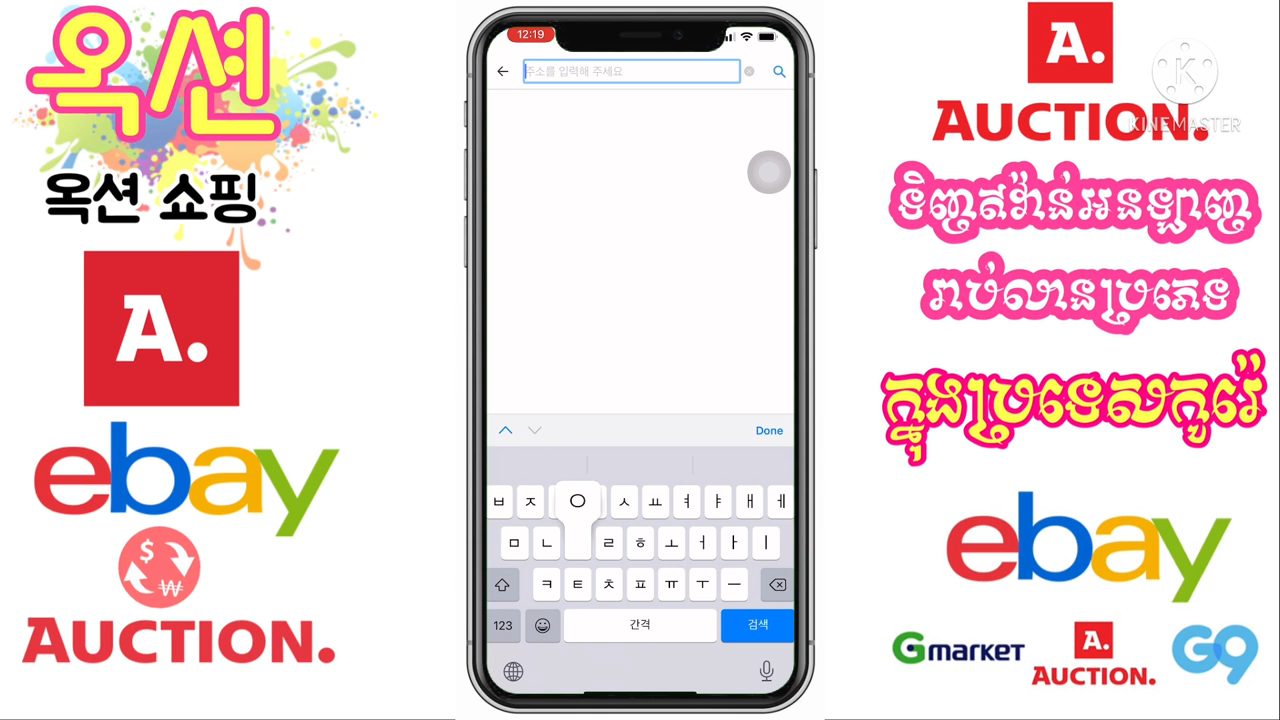 옥션
옥션 쇼핑
A.
ebay
$
₩
AUCTION.
12:19
주소를 입력해 주세요
Done
ㅂ ㅈ ㅇ ㅅ ㅛ ㅕ ㅑ ㅐ ㅔ
ㅁ ㄴ ㄹ ㅎ ㅗ ㅓ ㅏ ㅣ
ㅋ ㅌ ㅊ ㅍ ㅠ ㅜ ㅡ
123 간격 검색
A.
AUCTION.
K
KINEMASTER
ទិញឥវ៉ាន់អនឡាញ
រាប់លានប្រភេទ
ក្នុងប្រទេសកូរ៉េ
ebay
Gmarket
A.
AUCTION.
G9